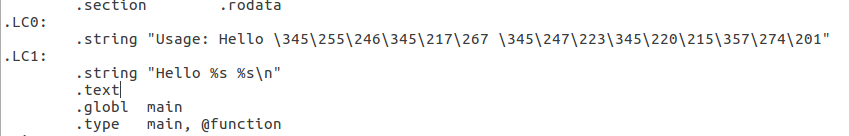 .section .rodata
.LC0:
.string "Usage: Hello \345\255\246\345\217\267 \345\247\223\345\220\215\357\274\201"
.LC1:
.string "Hello %s %s\n"
.text
.globl main
.type main, @function